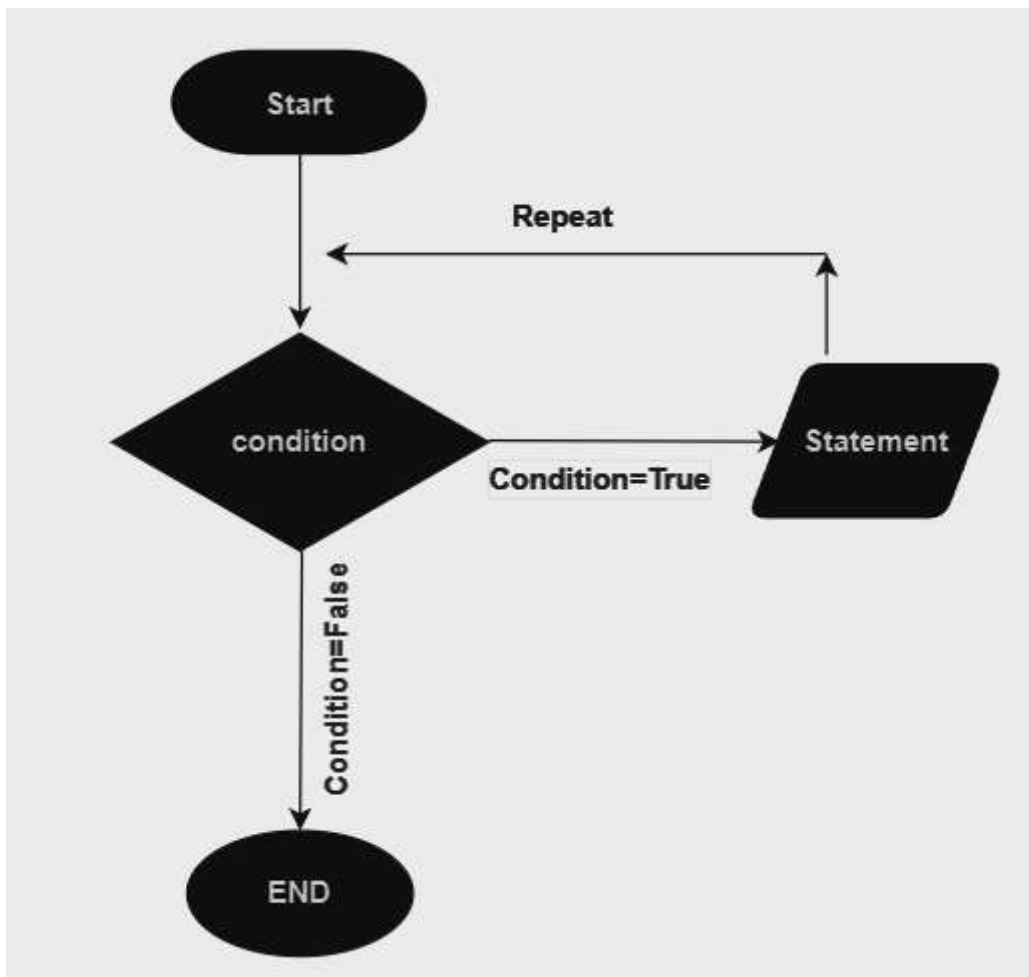 Start
Repeat
condition
Condition=True
Statement
Condition=False
END